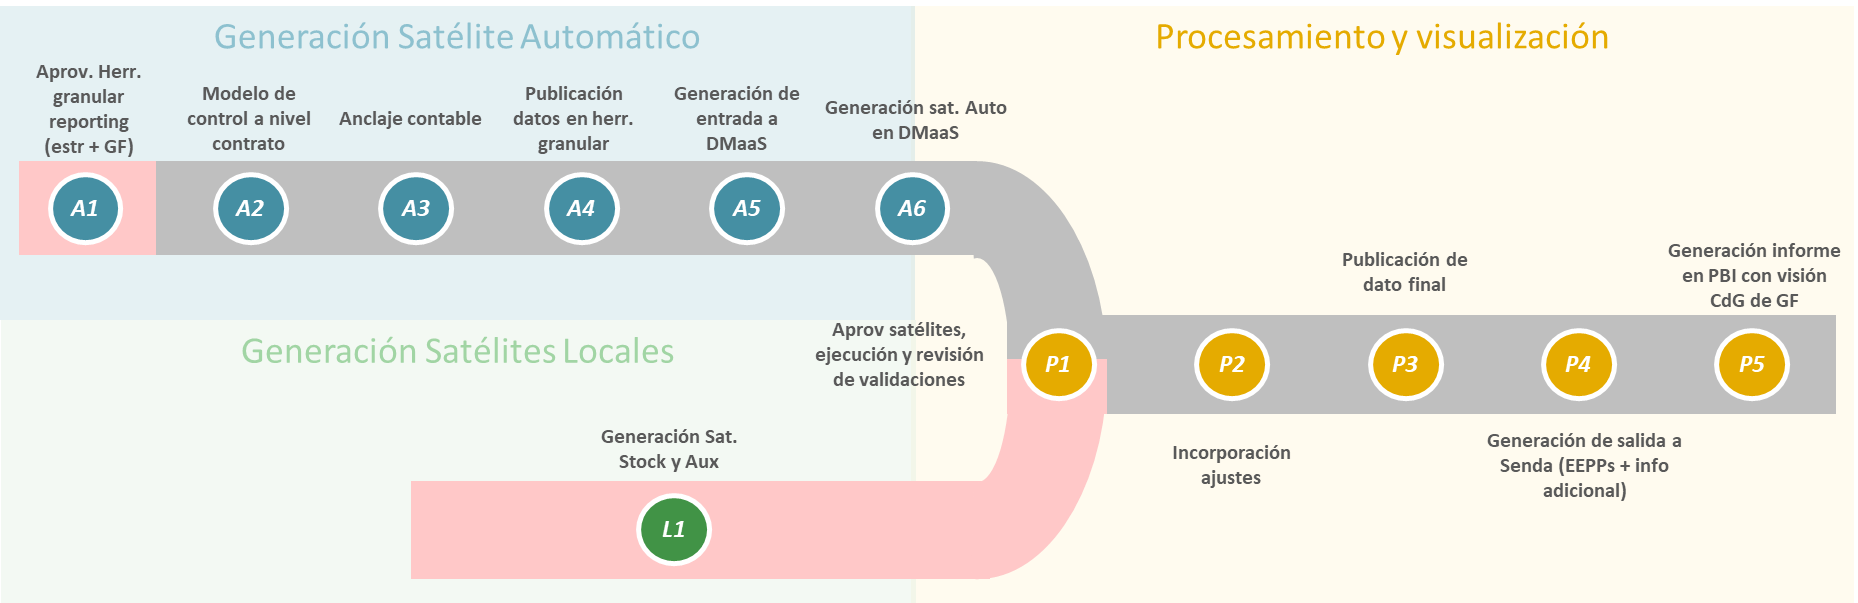 Generación Satélite Automático
Procesamiento y visualización
Aprov. Herr.
granular
reporting
(estr + GF)
Modelo de
control a nivel
contrato
Anclaje contable
Publicación
datos en herr.
granular
Generación de
entrada a
DMaaS
Generación sat. Auto
en DMaaS
A1
A2
A3
A4
A5
A6
Generación Satélites Locales
Aprov satélites,
ejecución y revisión
de validaciones
Publicación de
dato final
Generación informe
en PBI con visión
CdG de GF
P1
P2
P3
P4
P5
Incorporación
ajustes
Generación de salida a
Senda (EEPPs + info
adicional)
Generación Sat.
Stock y Aux
L1